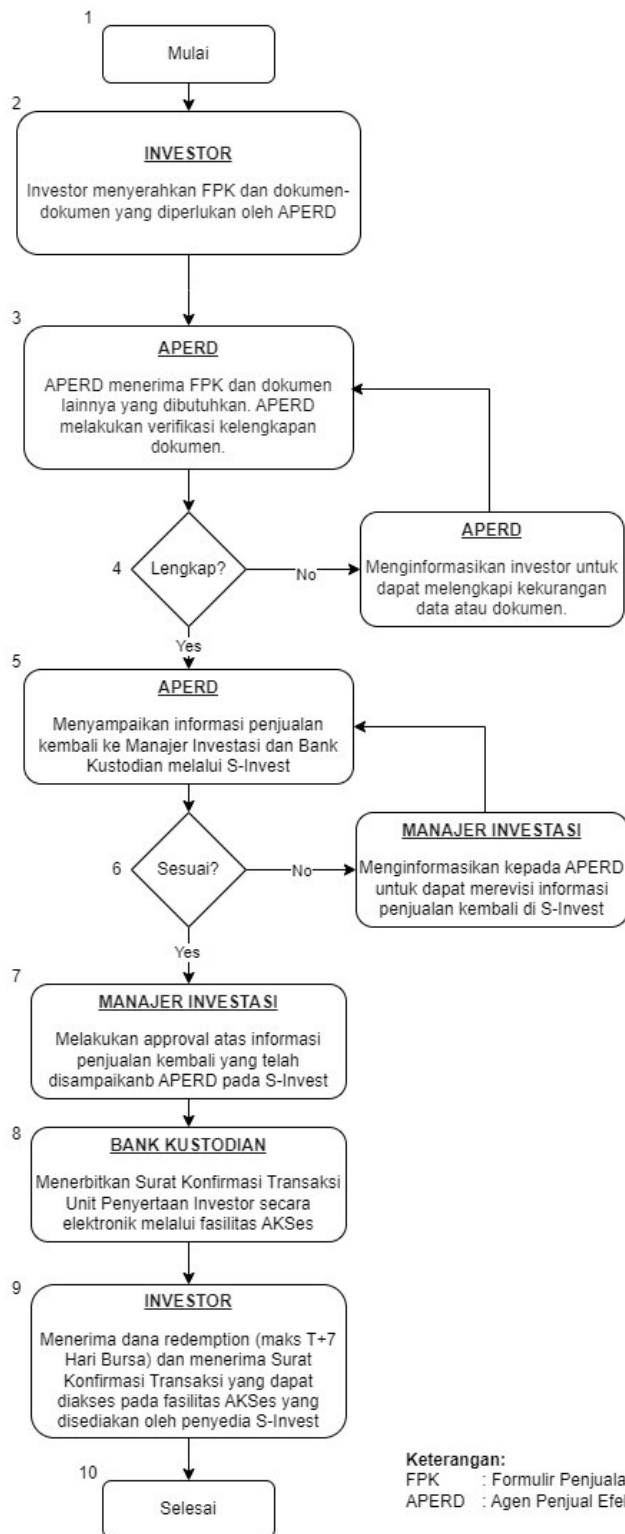 1
Mulai
2
INVESTOR
Investor menyerahkan FPK dan dokumen-
dokumen yang diperlukan oleh APERD
3
APERD
APERD menerima FPK dan dokumen
lainnya yang dibutuhkan. APERD
melakukan verifikasi kelengkapan
dokumen.
4
Lengkap?
No
APERD
Menginformasikan investor untuk
dapat melengkapi kekurangan
data atau dokumen.
Yes
5
APERD
Menyampaikan informasi penjualan
kembali ke Manajer Investasi dan Bank
Kustodian melalui S-Invest
6
Sesuai?
No
MANAJER INVESTASI
Menginformasikan kepada APERD
untuk dapat merevisi informasi
penjualan kembali di S-Invest
Yes
7
MANAJER INVESTASI
Melakukan approval atas informasi
penjualan kembali yang telah
disampaikanb APERD pada S-Invest
8
BANK KUSTODIAN
Menerbitkan Surat Konfirmasi Transaksi
Unit Penyertaan Investor secara
elektronik melalui fasilitas AKSes
9
INVESTOR
Menerima dana redemption (maks T+7
Hari Bursa) dan menerima Surat
Konfirmasi Transaksi yang dapat
diakses pada fasilitas AKSes yang
disediakan oleh penyedia S-Invest
10
Selesai
Keterangan:
FPK : Formulir Penjuala
APERD : Agen Penjual Efe